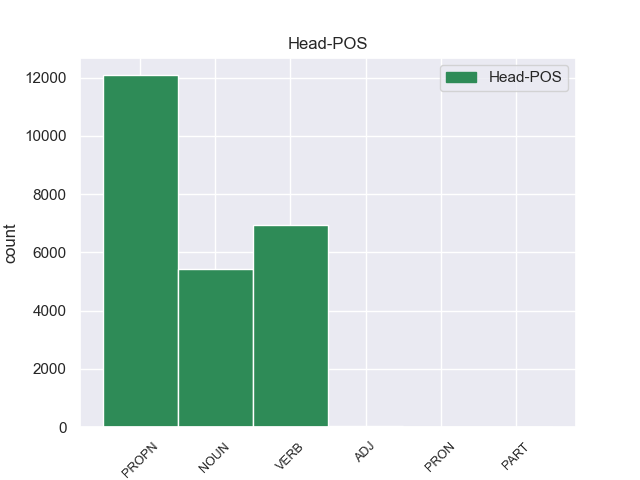 Head-POS
Head-POS
12000
10000
8000
6000
4000
2000
0
count
PROPN
NOUN
VERB
ADJ
PRON
PART